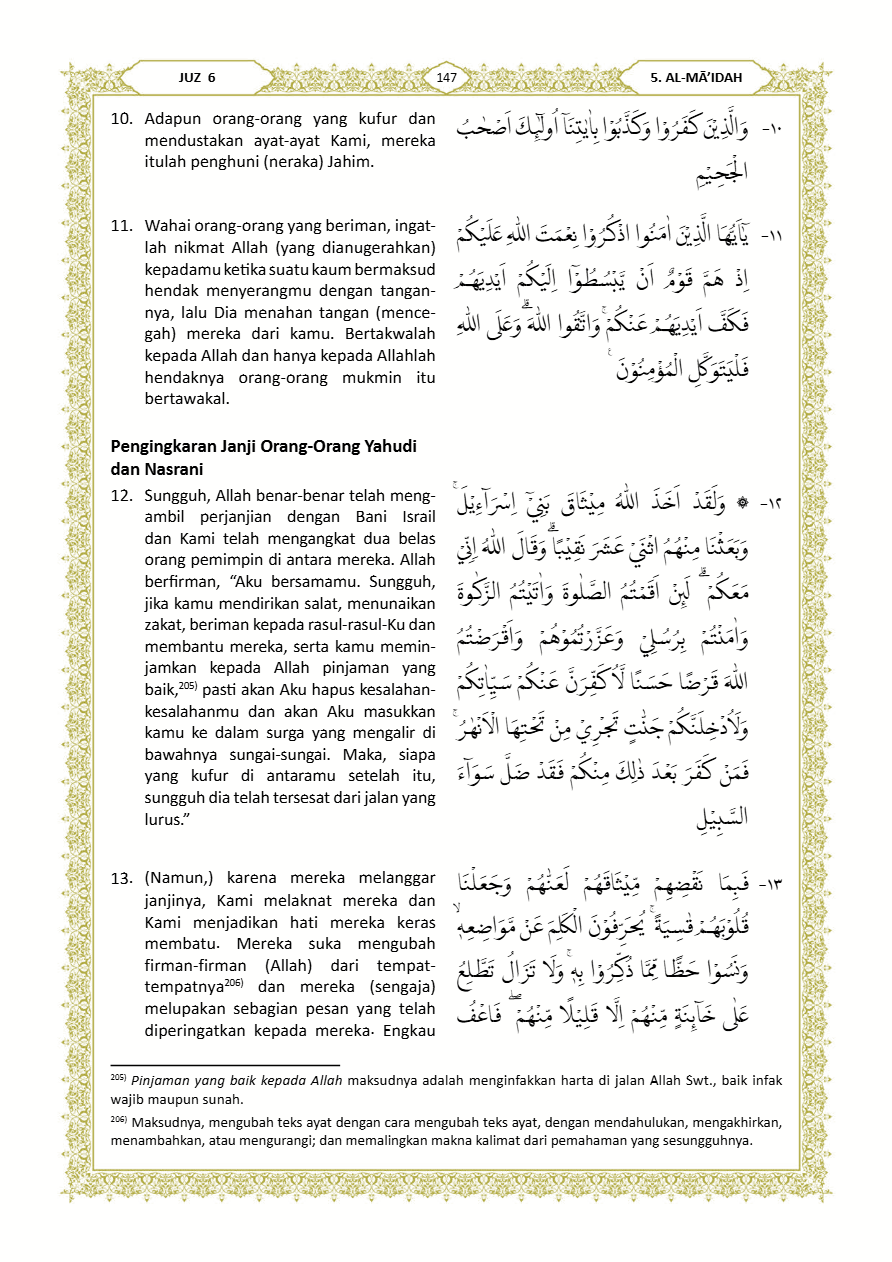 JUZ 6
147
5. AL-MĀ’IDAH
10. Adapun orang-orang yang kufur dan
mendustakan ayat-ayat Kami, mereka
itulah penghuni (neraka) Jahim.
١٠- وَالَّذِيْنَ كَفَرُوْا وَكَذَّبُوْا بِاٰيٰتِنَآ اُولٰۤىِٕكَ اَصْحٰبُ
الْجَحِيْمِ
11. Wahai orang-orang yang beriman, ingat-
lah nikmat Allah (yang dianugerahkan)
kepadamu ketika suatu kaum bermaksud
hendak menyerangmu dengan tangan-
nya, lalu Dia menahan tangan (mence-
gah) mereka dari kamu. Bertakwalah
kepada Allah dan hanya kepada Allahlah
hendaknya orang-orang mukmin itu
bertawakal.
١١- يٰٓاَيُّهَا الَّذِيْنَ اٰمَنُوا اذْكُرُوْا نِعْمَتَ اللّٰهِ عَلَيْكُمْ
اِذْ هَمَّ قَوْمٌ اَنْ يَّبْسُطُوْٓا اِلَيْكُمْ اَيْدِيَهُمْ
فَكَفَّ اَيْدِيَهُمْ عَنْكُمْۚ وَاتَّقُوا اللّٰهَ ۗوَعَلَى اللّٰهِ
فَلْيَتَوَكَّلِ الْمُؤْمِنُوْنَ ࣖ
Pengingkaran Janji Orang-Orang Yahudi
dan Nasrani
12. Sungguh, Allah benar-benar telah meng-
ambil perjanjian dengan Bani Israil
dan Kami telah mengangkat dua belas
orang pemimpin di antara mereka. Allah
berfirman, “Aku bersamamu. Sungguh,
jika kamu mendirikan salat, menunaikan
zakat, beriman kepada rasul-rasul-Ku dan
membantu mereka, serta kamu memin-
jamkan kepada Allah pinjaman yang
baik,²⁰⁵⁾ pasti akan Aku hapus kesalahan-
kesalahanmu dan akan Aku masukkan
kamu ke dalam surga yang mengalir di
bawahnya sungai-sungai. Maka, siapa
yang kufur di antaramu setelah itu,
sungguh dia telah tersesat dari jalan yang
lurus.”
١٢- ۞ وَلَقَدْ اَخَذَ اللّٰهُ مِيْثَاقَ بَنِيْٓ اِسْرَاۤءِيْلَۚ
وَبَعَثْنَا مِنْهُمُ اثْنَيْ عَشَرَ نَقِيْبًاۗ وَقَالَ اللّٰهُ اِنِّيْ
مَعَكُمْ ۗ لَىِٕنْ اَقَمْتُمُ الصَّلٰوةَ وَاٰتَيْتُمُ الزَّكٰوةَ
وَاٰمَنْتُمْ بِرُسُلِيْ وَعَزَّرْتُمُوْهُمْ وَاَقْرَضْتُمُ
اللّٰهَ قَرْضًا حَسَنًا لَّاُكَفِّرَنَّ عَنْكُمْ سَيِّاٰتِكُمْ
وَلَاُدْخِلَنَّكُمْ جَنّٰتٍ تَجْرِيْ مِنْ تَحْتِهَا الْاَنْهٰرُۚ
فَمَنْ كَفَرَ بَعْدَ ذٰلِكَ مِنْكُمْ فَقَدْ ضَلَّ سَوَاۤءَ
السَّبِيْلِ
13. (Namun,) karena mereka melanggar
janjinya, Kami melaknat mereka dan
Kami menjadikan hati mereka keras
membatu. Mereka suka mengubah
firman-firman (Allah) dari tempat-
tempatnya²⁰⁶⁾ dan mereka (sengaja)
melupakan sebagian pesan yang telah
diperingatkan kepada mereka. Engkau
١٣- فَبِمَا نَقْضِهِمْ مِّيْثَاقَهُمْ لَعَنّٰهُمْ وَجَعَلْنَا
قُلُوْبَهُمْ قٰسِيَةً ۚ يُحَرِّفُوْنَ الْكَلِمَ عَنْ مَّوَاضِعِهٖۙ
وَنَسُوْا حَظًّا مِّمَّا ذُكِّرُوْا بِهٖۚ وَلَا تَزَالُ تَطَّلِعُ
عَلٰى خَاۤىِٕنَةٍ مِّنْهُمْ اِلَّا قَلِيْلًا مِّنْهُمْ ۖ فَاعْفُ
²⁰⁵⁾ Pinjaman yang baik kepada Allah maksudnya adalah menginfakkan harta di jalan Allah Swt., baik infak
wajib maupun sunah.
²⁰⁶⁾ Maksudnya, mengubah teks ayat dengan cara mengubah teks ayat, dengan mendahulukan, mengakhirkan,
menambahkan, atau mengurangi; dan memalingkan makna kalimat dari pemahaman yang sesungguhnya.